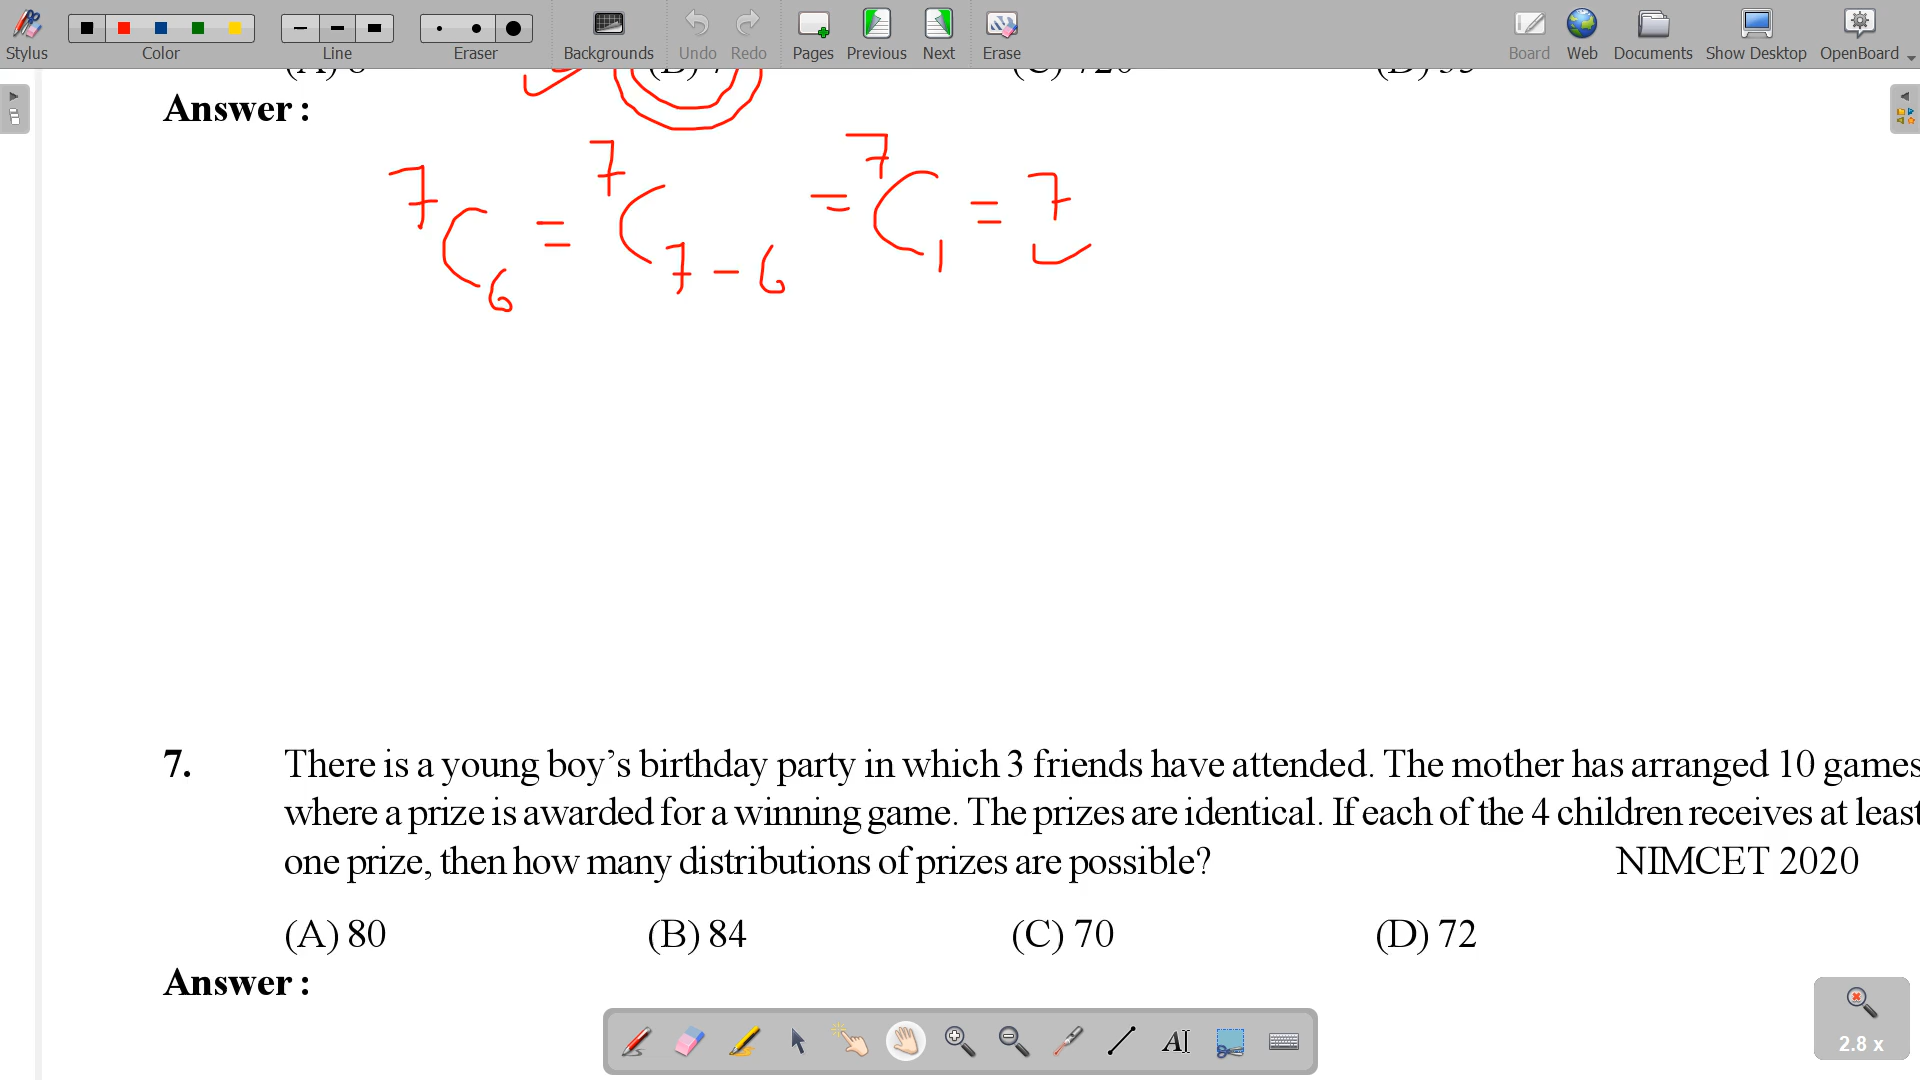 Stylus Color Line Eraser Backgrounds Undo Redo Pages Previous Next Erase Board Web Documents Show Desktop OpenBoard
Answer :
⁷C₆ = ⁷C₇₋₆ = ⁷C₁ = 7
7. There is a young boy’s birthday party in which 3 friends have attended. The mother has arranged 10 games
where a prize is awarded for a winning game. The prizes are identical. If each of the 4 children receives at least
one prize, then how many distributions of prizes are possible? NIMCET 2020
(A) 80 (B) 84 (C) 70 (D) 72
Answer :
2.8 x